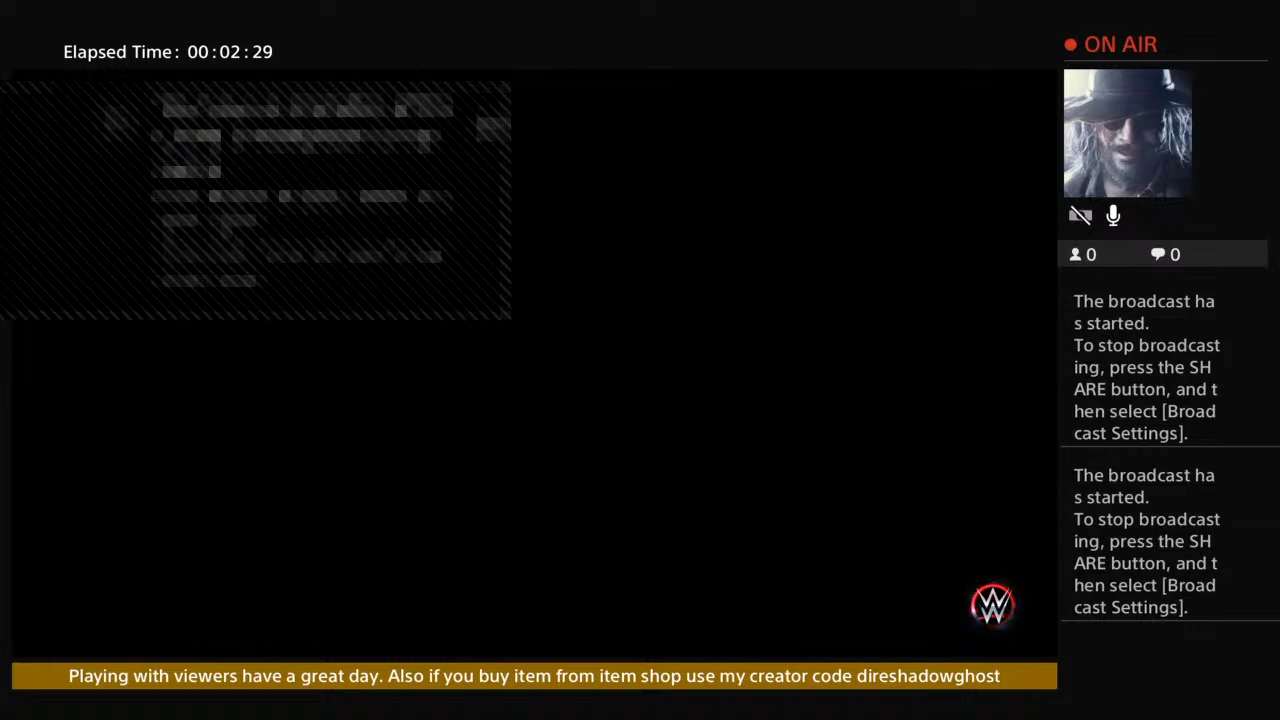 Elapsed Time: 00:02:29
ON AIR
0 0
The broadcast ha
s started.
To stop broadcast
ing, press the SH
ARE button, and t
hen select [Broad
cast Settings].
The broadcast ha
s started.
To stop broadcast
ing, press the SH
ARE button, and t
hen select [Broad
cast Settings].
W
Playing with viewers have a great day. Also if you buy item from item shop use my creator code direshadowghost